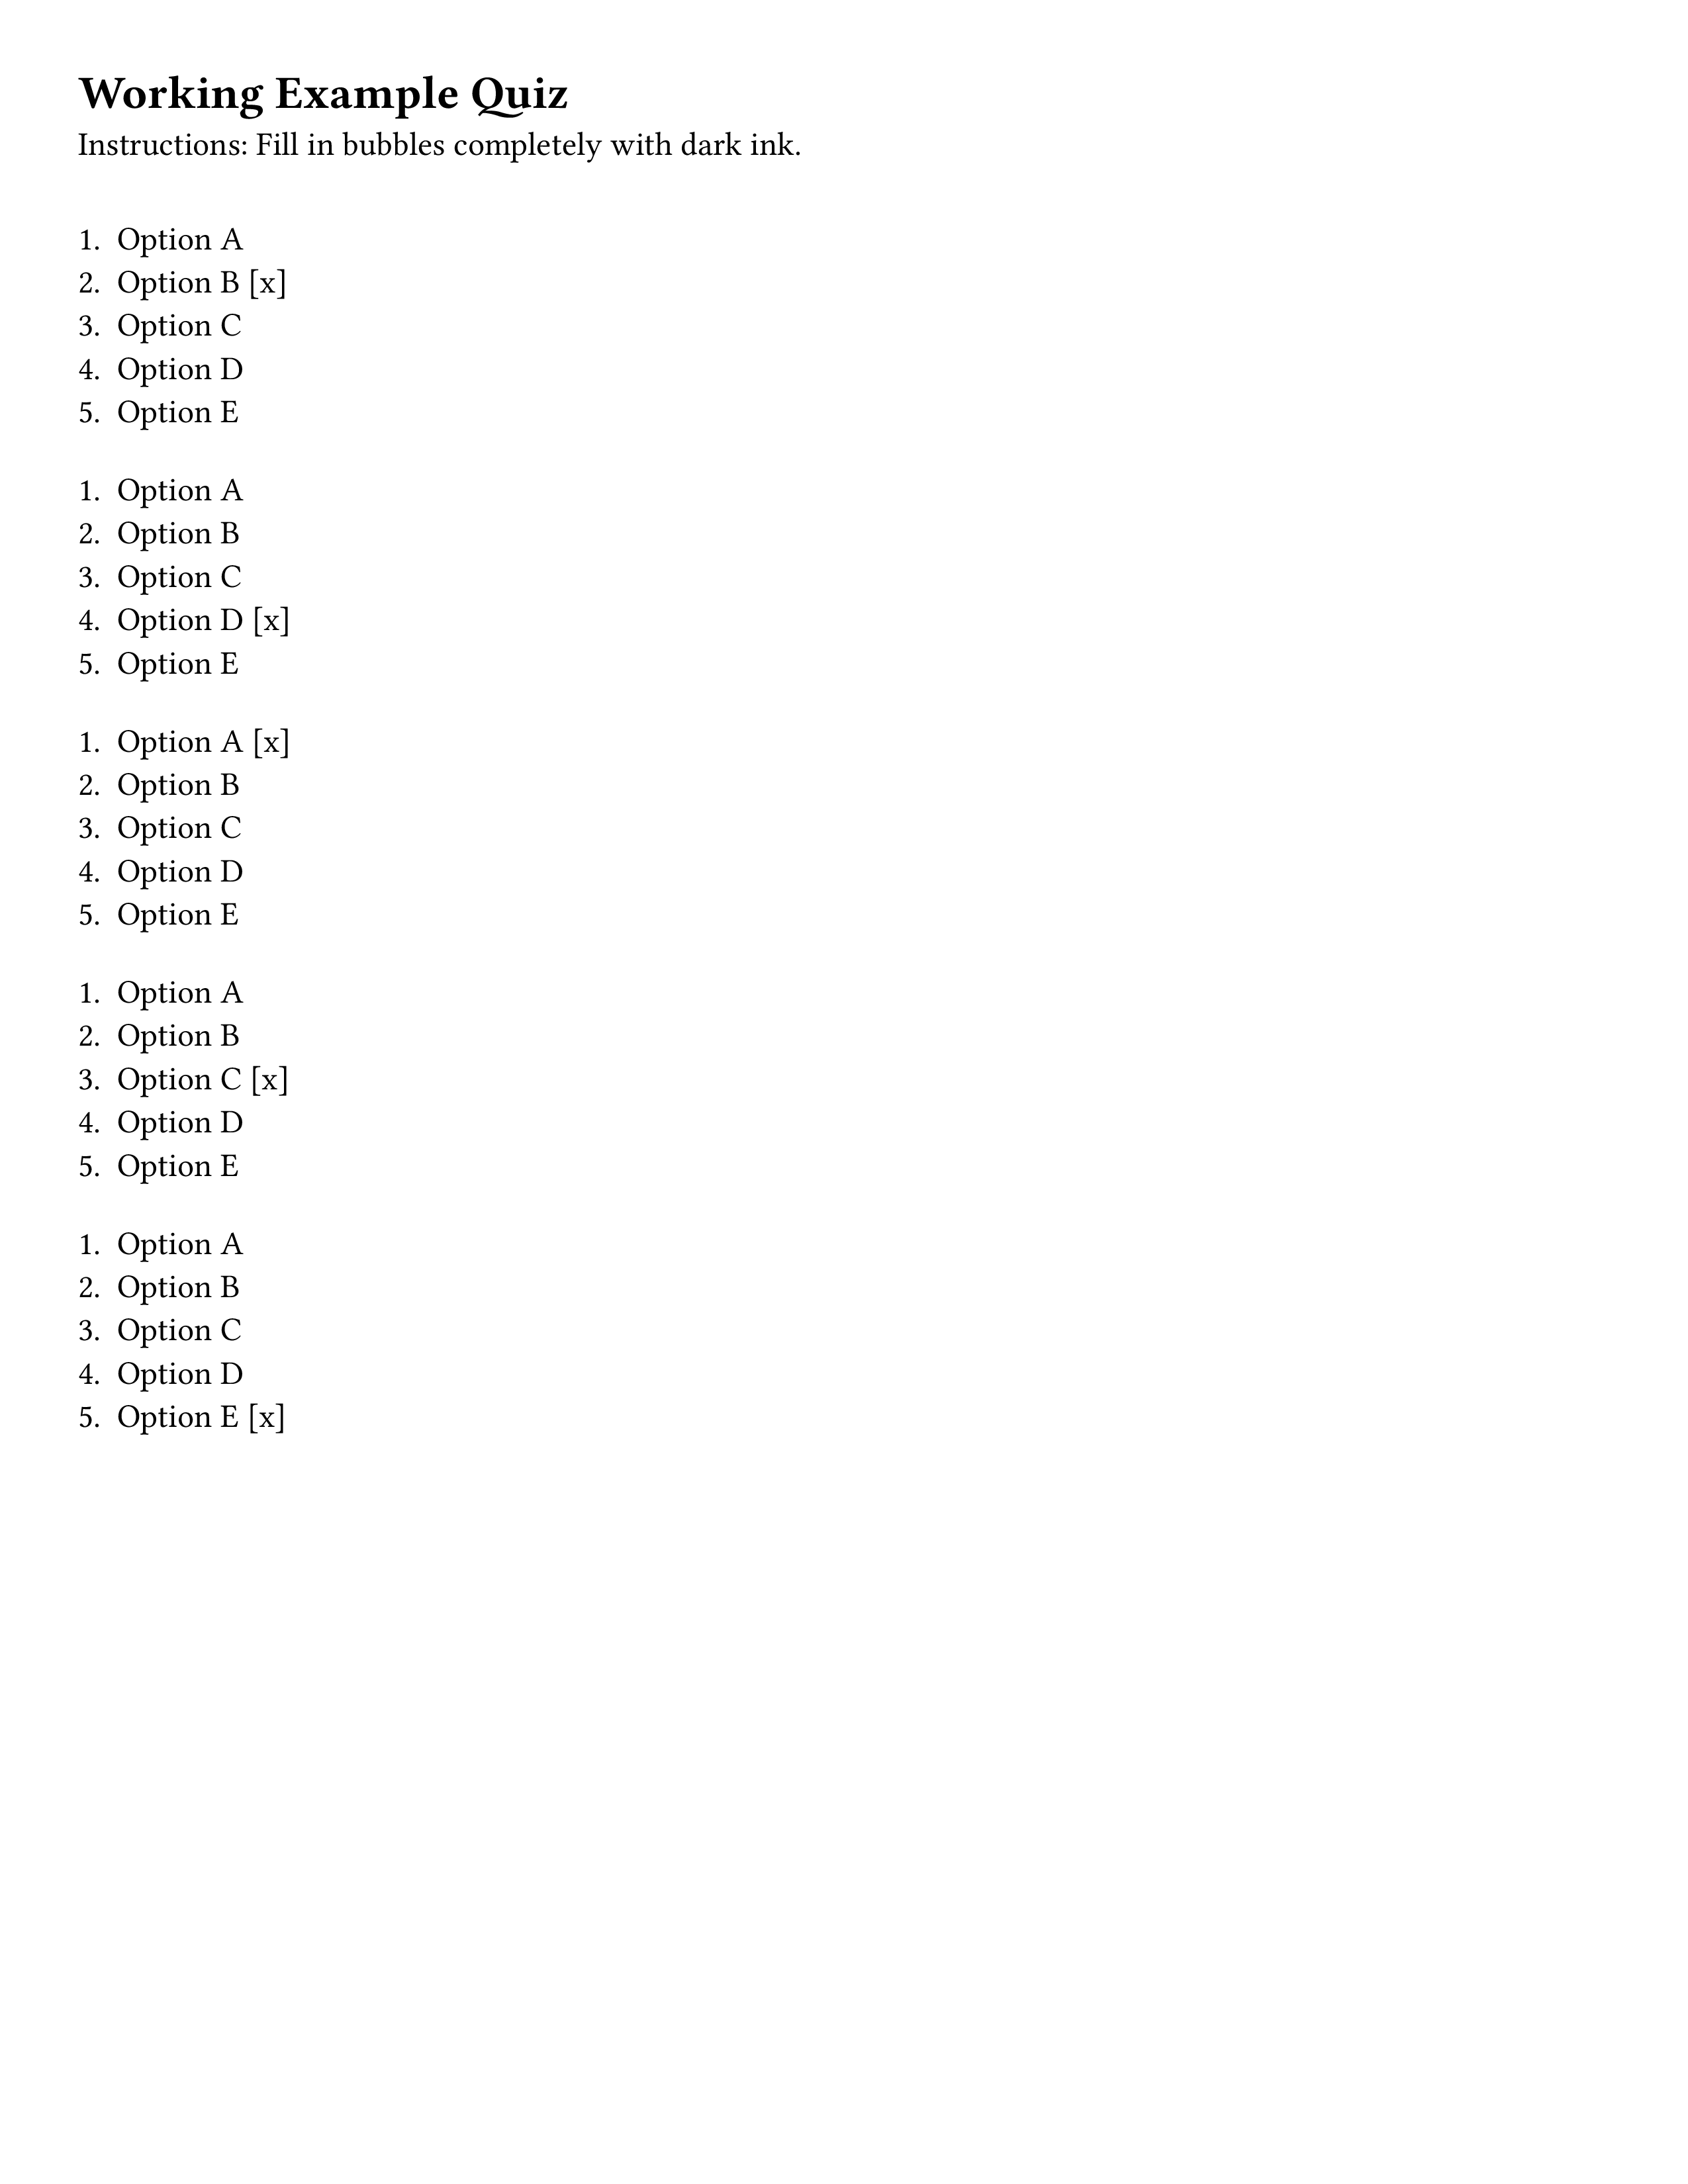 Working Example Quiz
Instructions: Fill in bubbles completely with dark ink.
1. Option A
2. Option B [x]
3. Option C
4. Option D
5. Option E
1. Option A
2. Option B
3. Option C
4. Option D [x]
5. Option E
1. Option A [x]
2. Option B
3. Option C
4. Option D
5. Option E
1. Option A
2. Option B
3. Option C [x]
4. Option D
5. Option E
1. Option A
2. Option B
3. Option C
4. Option D
5. Option E [x]